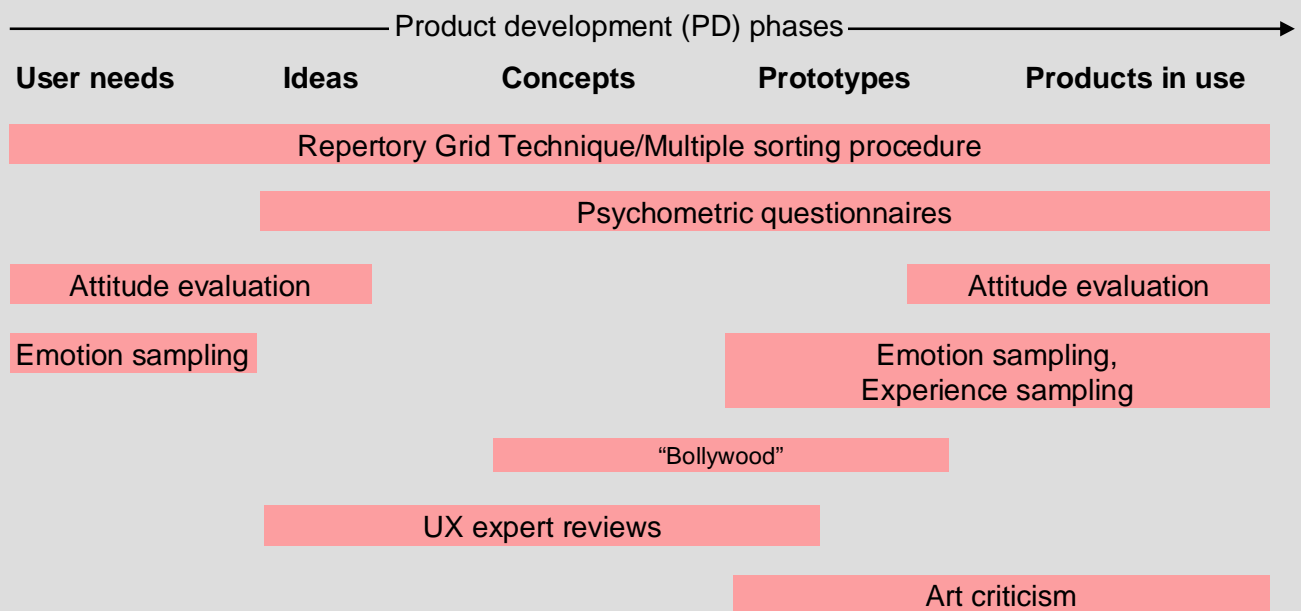 Product development (PD) phases
User needs Ideas Concepts Prototypes Products in use
Repertory Grid Technique/Multiple sorting procedure
Psychometric questionnaires
Attitude evaluation Attitude evaluation
Emotion sampling Emotion sampling,
Experience sampling
“Bollywood”
UX expert reviews
Art criticism